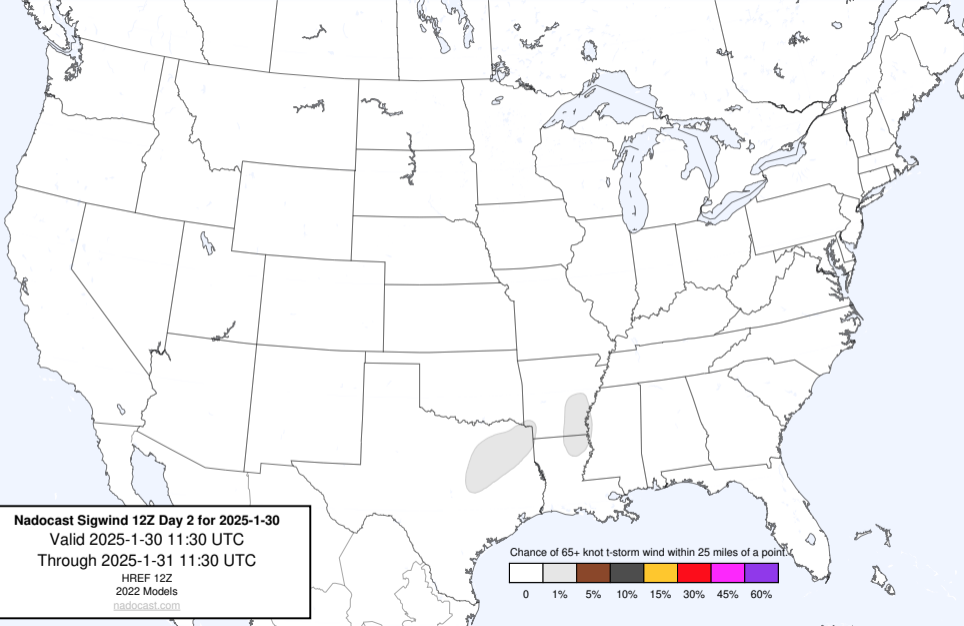 Nadocast Sigwind 12Z Day 2 for 2025-1-30
Valid 2025-1-30 11:30 UTC
Through 2025-1-31 11:30 UTC
HREF 12Z
2022 Models
nadocast.com
Chance of 65+ knot t-storm wind within 25 miles of a point.
0 1% 5% 10% 15% 30% 45% 60%